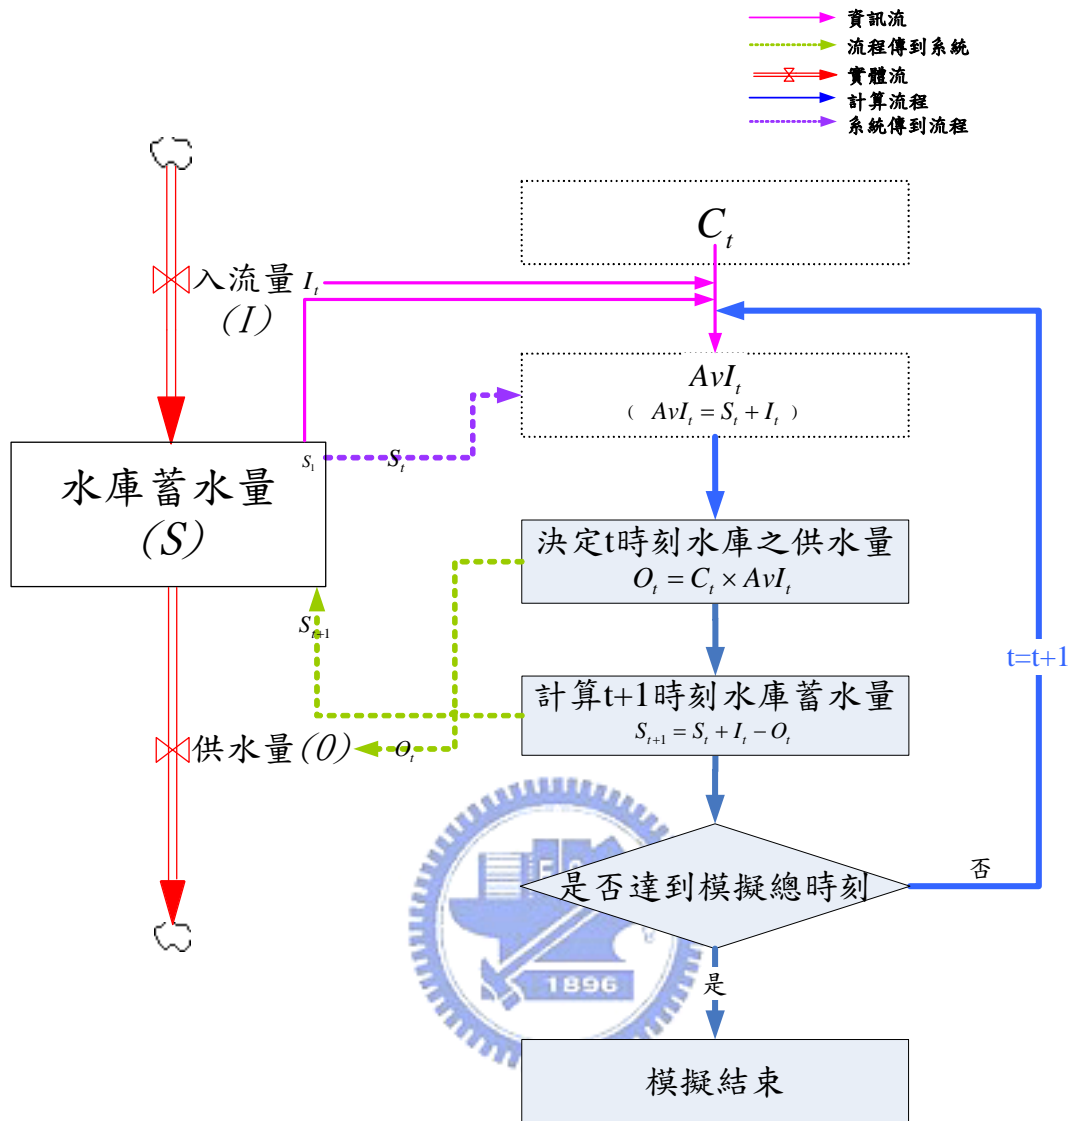 資訊流
流程傳到系統
實體流
計算流程
系統傳到流程
C_t
入流量 I_t
(I)
AvI_t
( AvI_t = S_t + I_t )
S_1
S_t
水庫蓄水量
(S)
決定t時刻水庫之供水量
O_t = C_t × AvI_t
S_{t+1}
t=t+1
計算t+1時刻水庫蓄水量
S_{t+1} = S_t + I_t − O_t
供水量(O)
O_t
是否達到模擬總時刻
否
1896
是
模擬結束